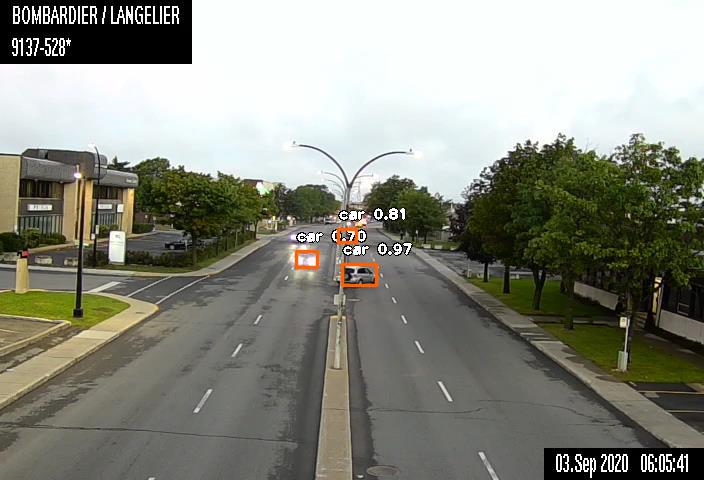 BOMBARDIER / LANGELIER
9137-528*
car 0.81
car 0.70
car 0.97
03.Sep 2020 06:05:41